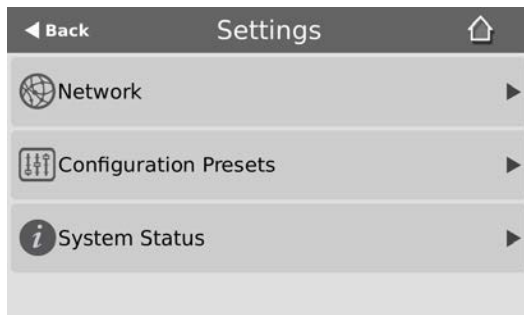 Back
Settings
Network
Configuration Presets
System Status